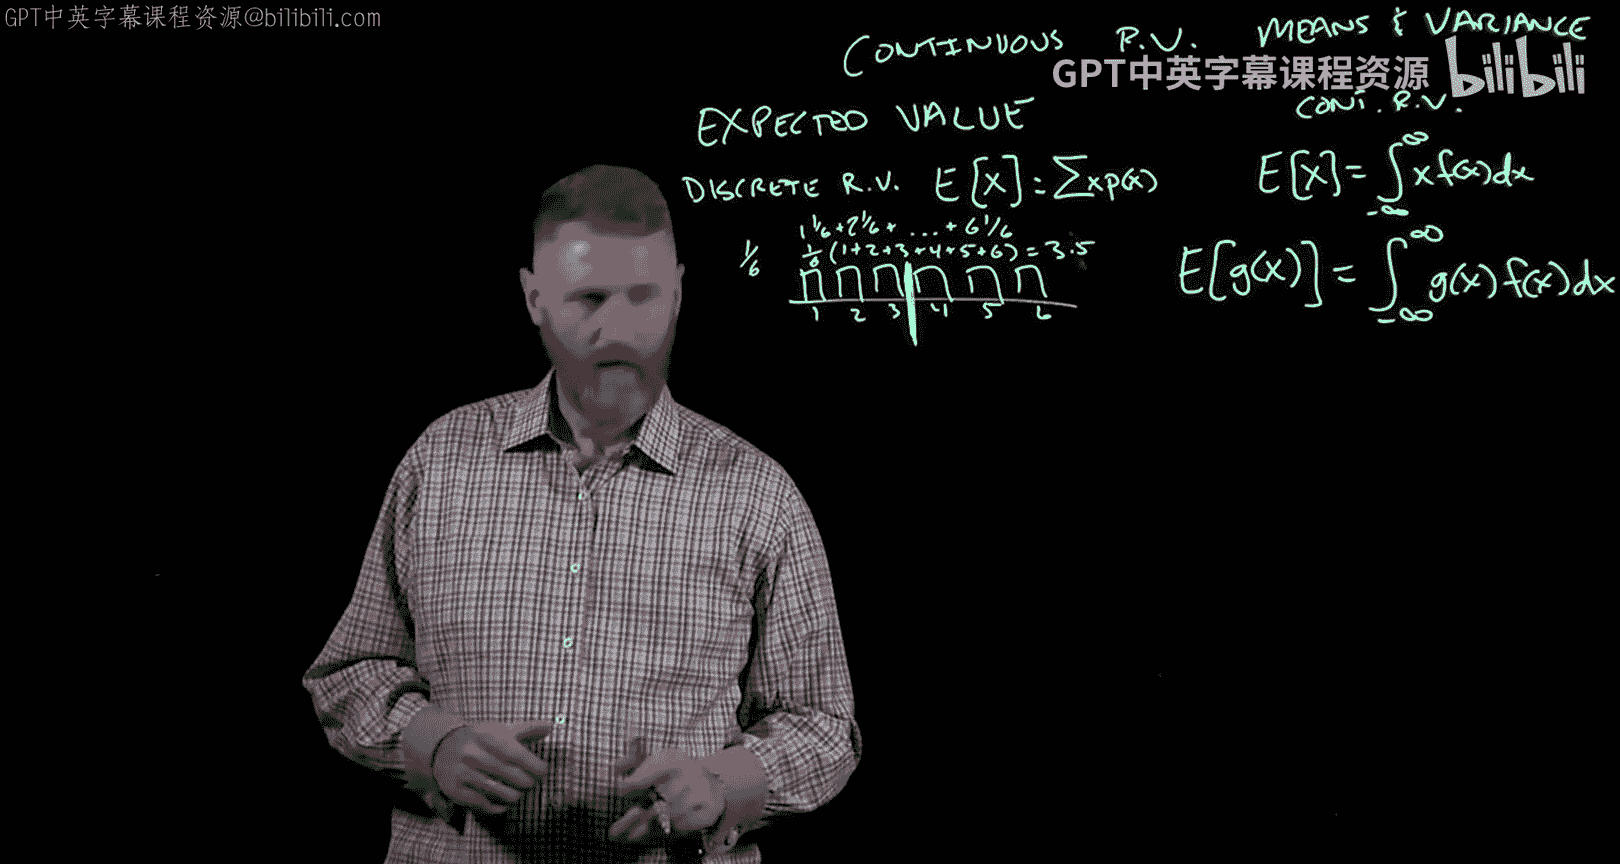 GPT中英字幕课程资源@bilibili.com
CONTINUOUS R.V. MEANS & VARIANCE
GPT中英字幕课程资源 bilibili
EXPECTED VALUE
CONT. R.V.
DISCRETE R.V. E[X] = ∑xp(x)
E[X] = ∫_{-∞}^{∞} x f(x) dx
1 1/6 + 2 1/6 + ... + 6 1/6
1/6 (1+2+3+4+5+6) = 3.5
1/6
E[g(x)] = ∫_{-∞}^{∞} g(x) f(x) dx
1 2 3 4 5 6